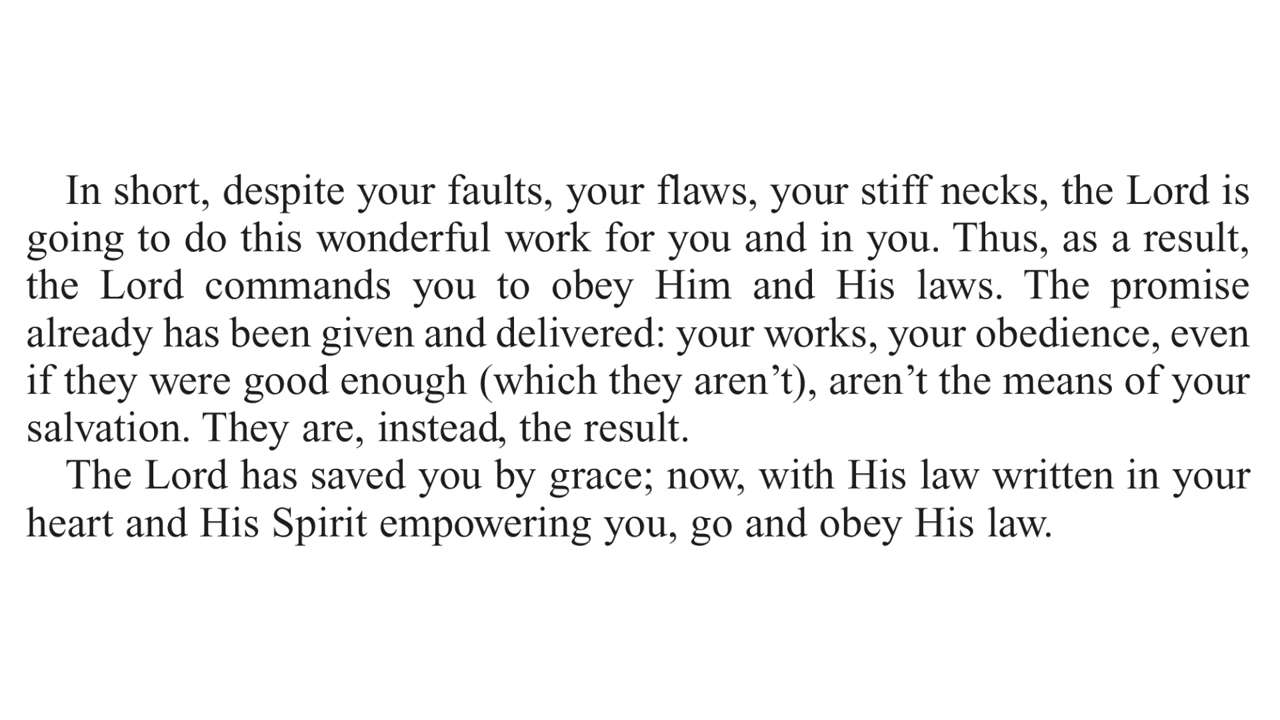 In short, despite your faults, your flaws, your stiff necks, the Lord is
going to do this wonderful work for you and in you. Thus, as a result,
the Lord commands you to obey Him and His laws. The promise
already has been given and delivered: your works, your obedience, even
if they were good enough (which they aren’t), aren’t the means of your
salvation. They are, instead, the result.
The Lord has saved you by grace; now, with His law written in your
heart and His Spirit empowering you, go and obey His law.